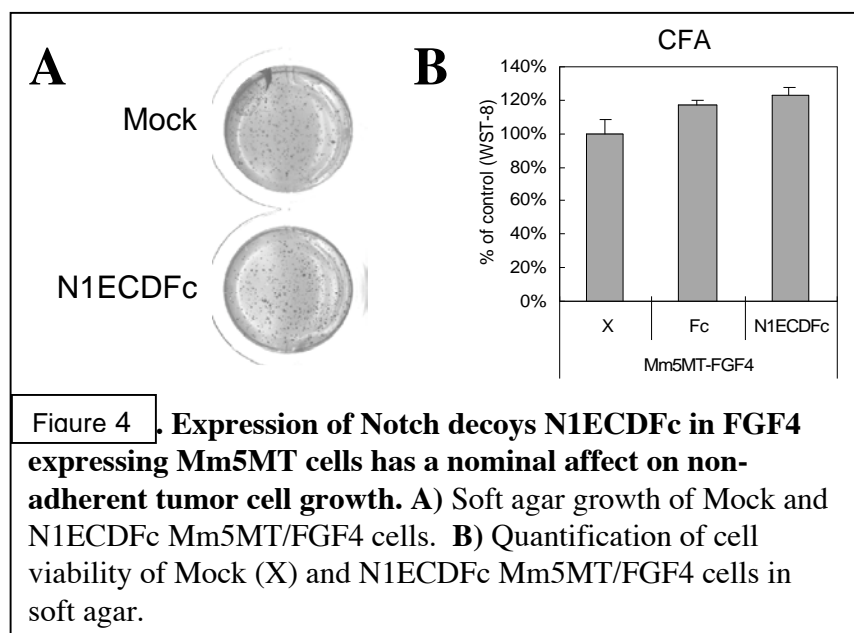 A
Mock
N1ECDFc
B
CFA
% of control (WST-8)
140%
120%
100%
80%
60%
40%
20%
0%
X Fc N1ECDFc
Mm5MT-FGF4
Figure 4 . Expression of Notch decoys N1ECDFc in FGF4
expressing Mm5MT cells has a nominal affect on non-
adherent tumor cell growth. A) Soft agar growth of Mock and
N1ECDFc Mm5MT/FGF4 cells. B) Quantification of cell
viability of Mock (X) and N1ECDFc Mm5MT/FGF4 cells in
soft agar.